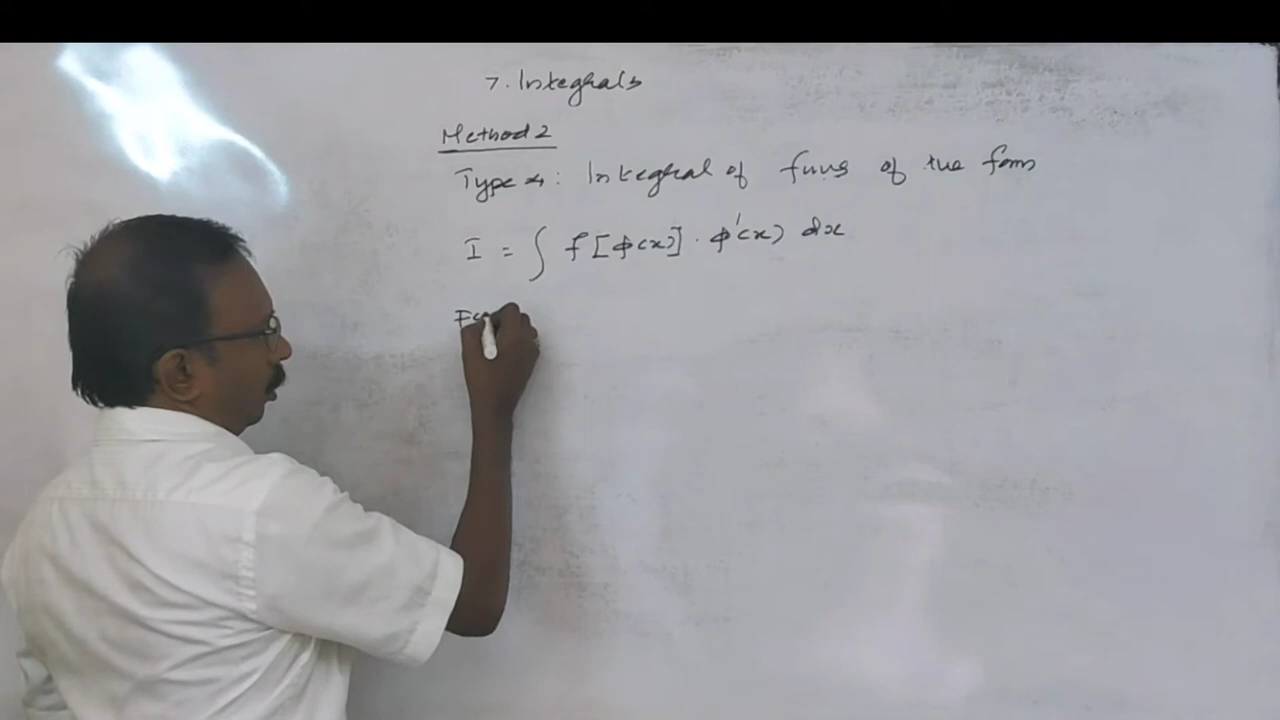 7. Integrals
Method 2
Type 4: Integral of funs of the form
I = ∫ f[ϕ(x)] · ϕ'(x) dx